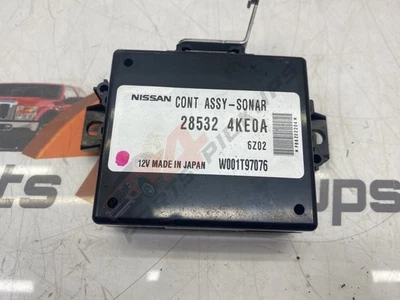 NISSAN CONT ASSY-SONAR
28532 4KE0A
6Z02
12V MADE IN JAPAN W001T97076